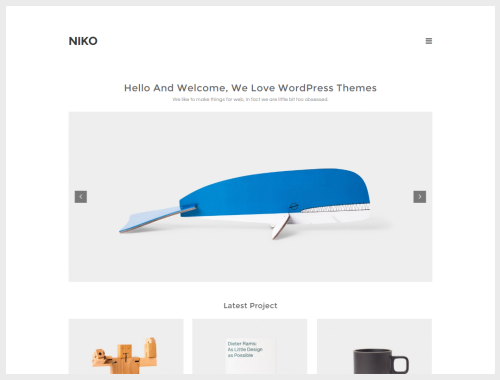 NIKO
Hello And Welcome, We Love WordPress Themes
We like to make things for web, in fact we are little bit too obsessed.
Latest Project
Dieter Rams:
As Little Design
as Possible